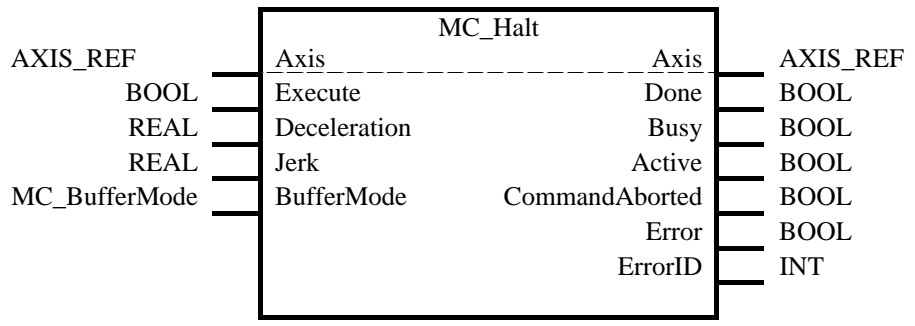 MC_Halt
AXIS_REF Axis Axis AXIS_REF
BOOL Execute Done BOOL
REAL Deceleration Busy BOOL
REAL Jerk Active BOOL
MC_BufferMode BufferMode CommandAborted BOOL
Error BOOL
ErrorID INT